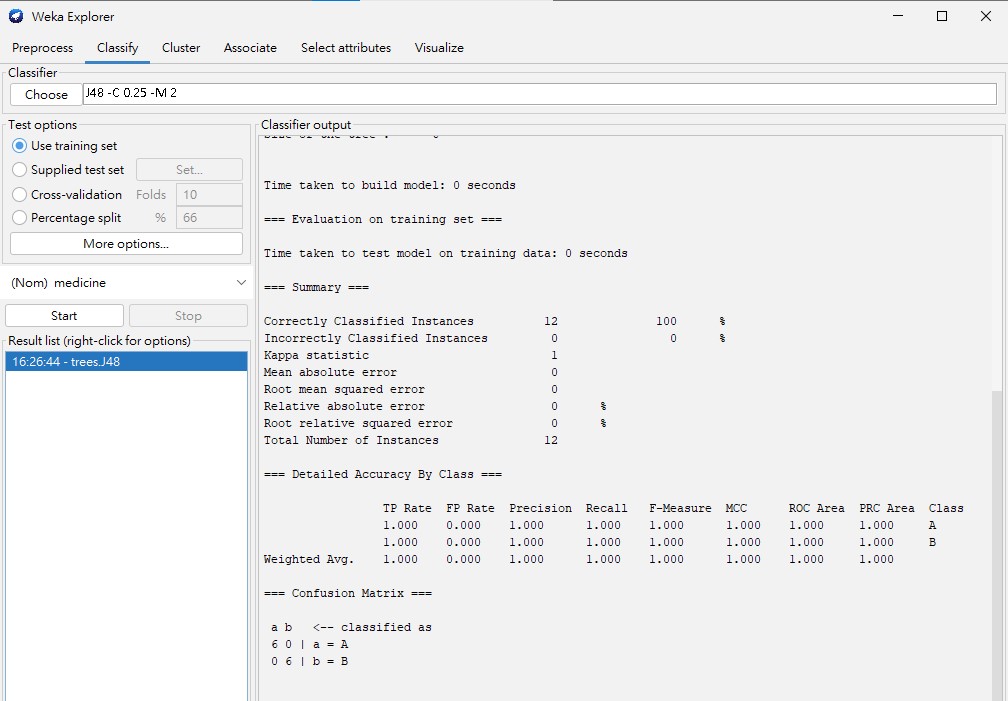 Weka Explorer
Preprocess Classify Cluster Associate Select attributes Visualize
Classifier
Choose J48 -C 0.25 -M 2
Test options
Use training set
Supplied test set Set...
Cross-validation Folds 10
Percentage split % 66
More options...
(Nom) medicine
Start Stop
Result list (right-click for options)
16:26:44 - trees.J48
Classifier output
Time taken to build model: 0 seconds
=== Evaluation on training set ===
Time taken to test model on training data: 0 seconds
=== Summary ===
Correctly Classified Instances 12 100 %
Incorrectly Classified Instances 0 0 %
Kappa statistic 1
Mean absolute error 0
Root mean squared error 0
Relative absolute error 0 %
Root relative squared error 0 %
Total Number of Instances 12
=== Detailed Accuracy By Class ===
TP Rate FP Rate Precision Recall F-Measure MCC ROC Area PRC Area Class
1.000 0.000 1.000 1.000 1.000 1.000 1.000 1.000 A
1.000 0.000 1.000 1.000 1.000 1.000 1.000 1.000 B
Weighted Avg. 1.000 0.000 1.000 1.000 1.000 1.000 1.000 1.000
=== Confusion Matrix ===
a b <-- classified as
6 0 | a = A
0 6 | b = B